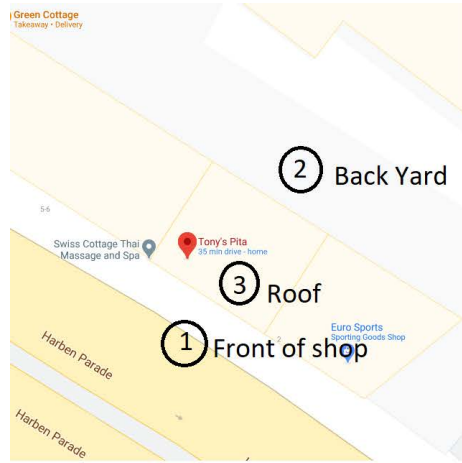 Green Cottage
Takeaway • Delivery
2 Back Yard
5-6
Swiss Cottage Thai
Massage and Spa
Tony's Pita
35 min drive - home
3 Roof
2
Euro Sports
Sporting Goods Shop
1 Front of shop
Harben Parade
Harben Parade